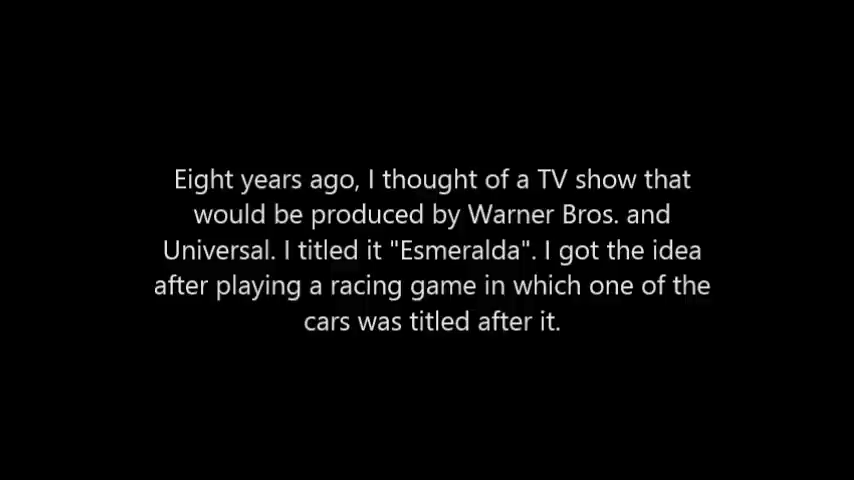 Eight years ago, I thought of a TV show that
would be produced by Warner Bros. and
Universal. I titled it "Esmeralda". I got the idea
after playing a racing game in which one of the
cars was titled after it.